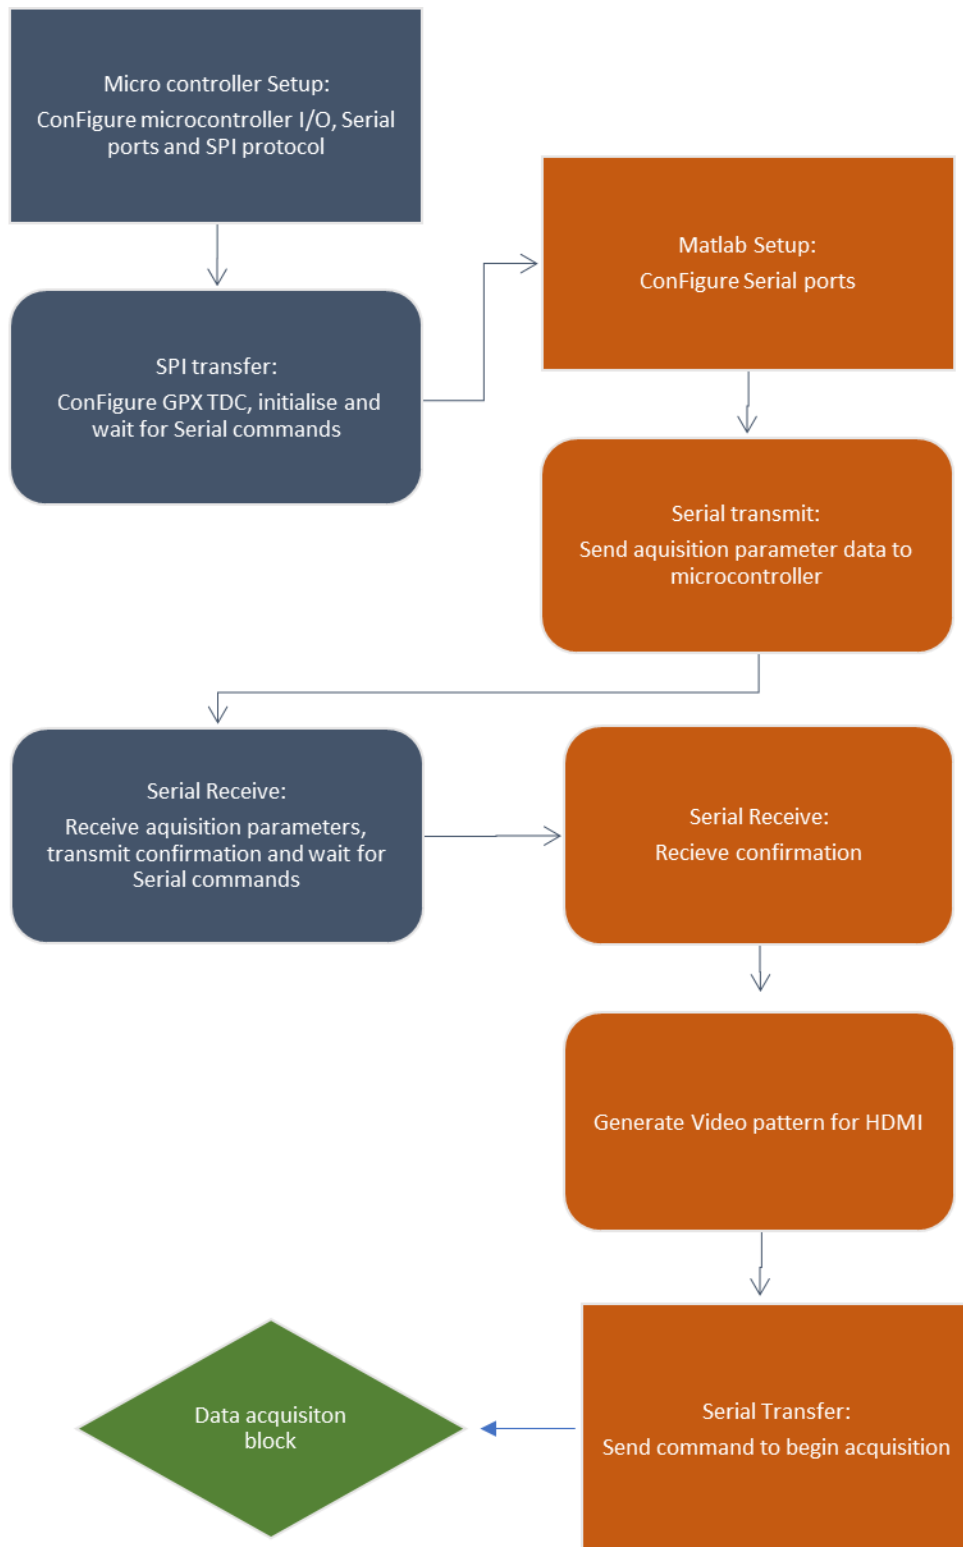 Micro controller Setup:
ConFigure microcontroller I/O, Serial
ports and SPI protocol
Matlab Setup:
ConFigure Serial ports
SPI transfer:
ConFigure GPX TDC, initialise and
wait for Serial commands
Serial transmit:
Send aquisition parameter data to
microcontroller
Serial Receive:
Receive aquisition parameters,
transmit confirmation and wait for
Serial commands
Serial Receive:
Recieve confirmation
Generate Video pattern for HDMI
Data acquisiton
block
Serial Transfer:
Send command to begin acquisition